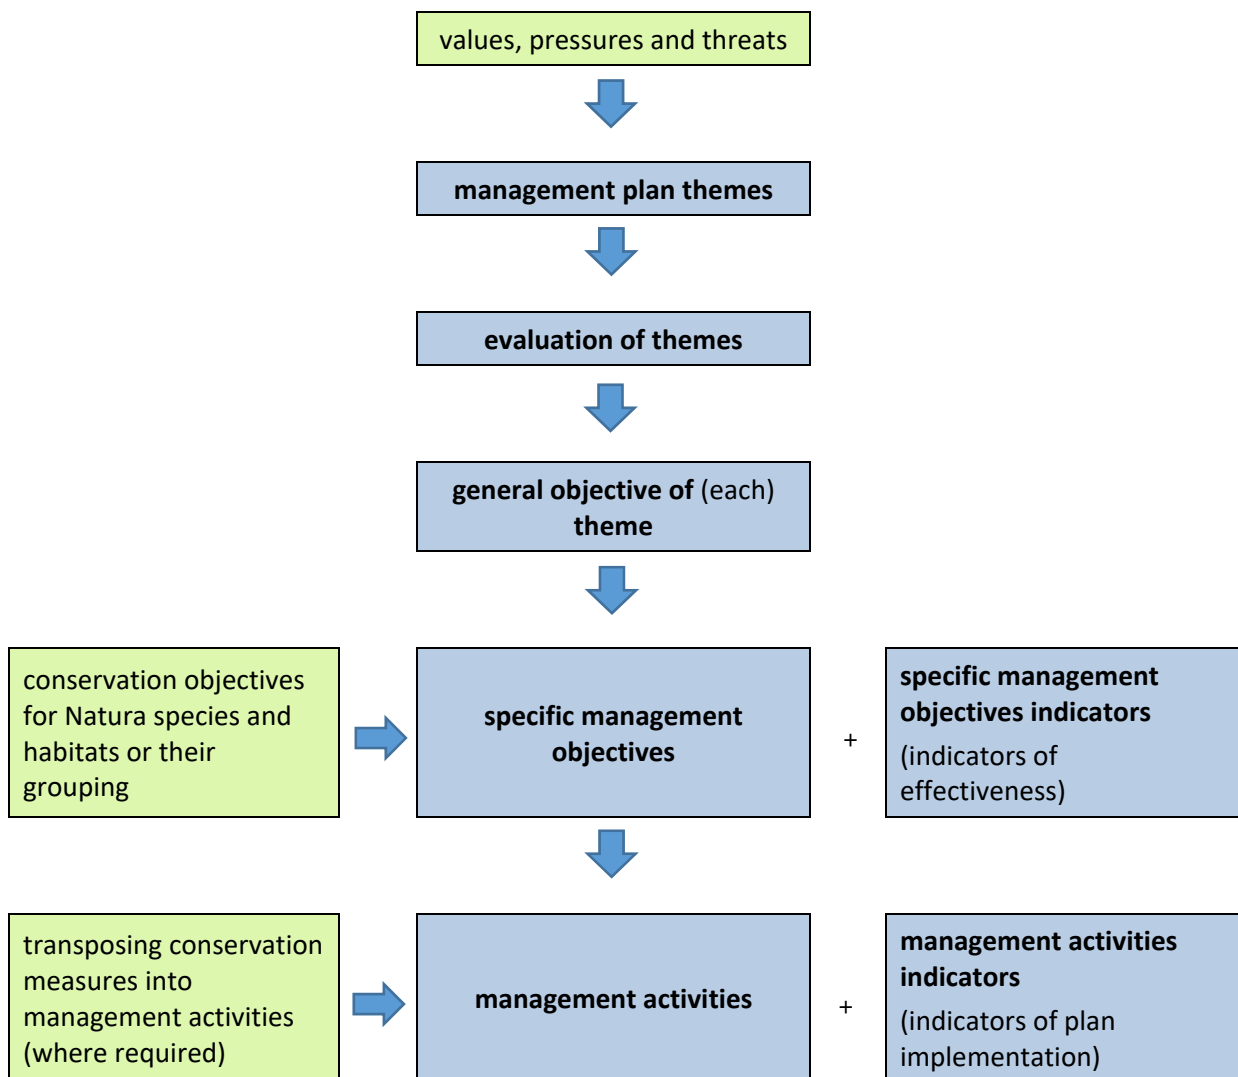 values, pressures and threats
management plan themes
evaluation of themes
general objective of (each)
theme
conservation objectives
for Natura species and
habitats or their
grouping
specific management
objectives
+
specific management
objectives indicators
(indicators of
effectiveness)
transposing conservation
measures into
management activities
(where required)
management activities
+
management activities
indicators
(indicators of plan
implementation)